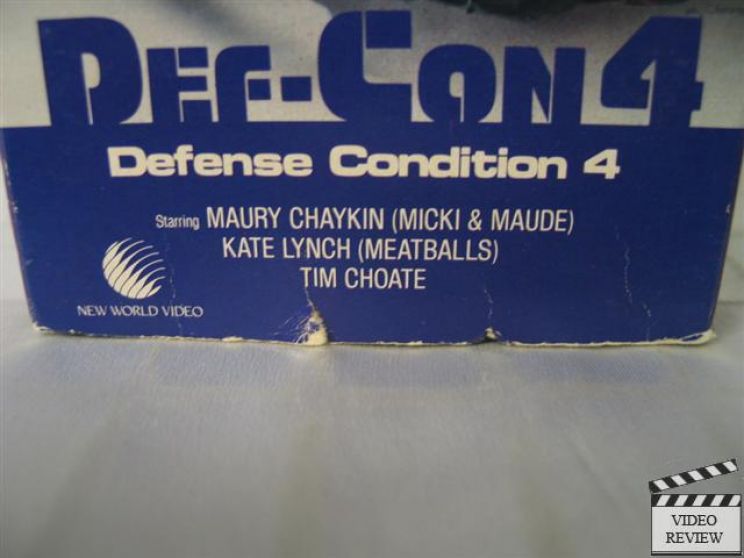 DEF-CON 4
Defense Condition 4
Starring MAURY CHAYKIN (MICKI & MAUDE)
KATE LYNCH (MEATBALLS)
TIM CHOATE
NEW WORLD VIDEO
VIDEO
REVIEW